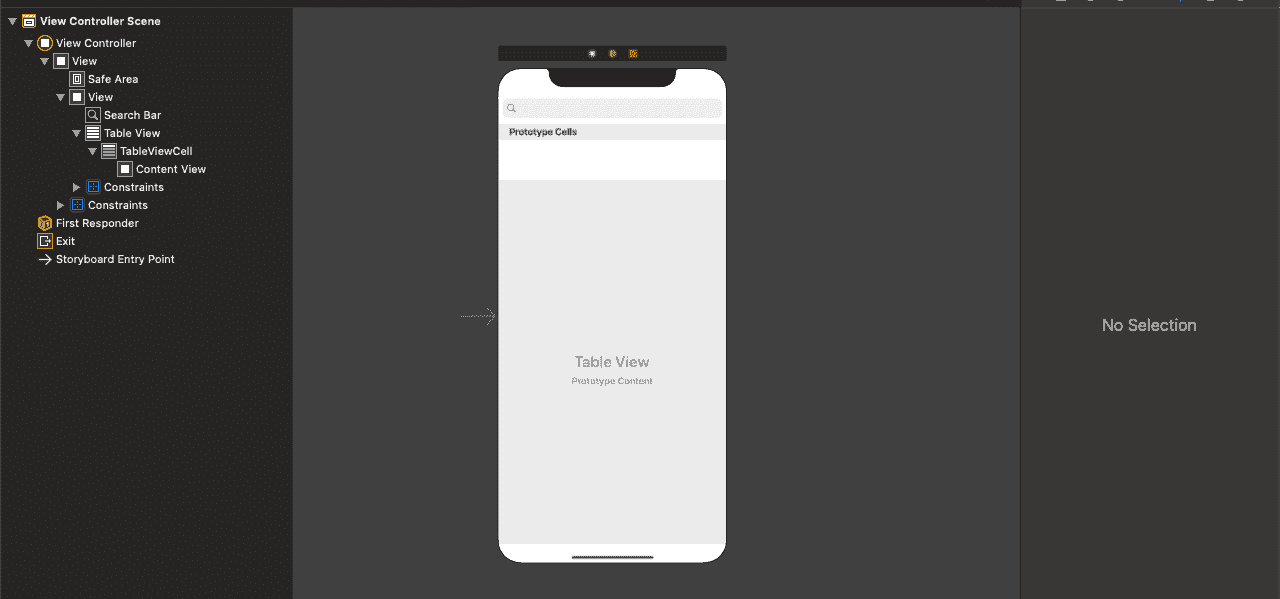 View Controller Scene
View Controller
View
Safe Area
View
Search Bar
Table View
TableViewCell
Content View
Constraints
Constraints
First Responder
Exit
Storyboard Entry Point
Prototype Cells
Table View
Prototype Content
No Selection